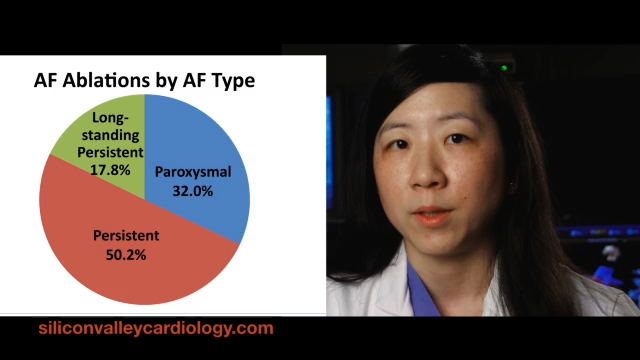 AF Ablations by AF Type
Long-
standing
Persistent
17.8%
Paroxysmal
32.0%
Persistent
50.2%
siliconvalleycardiology.com